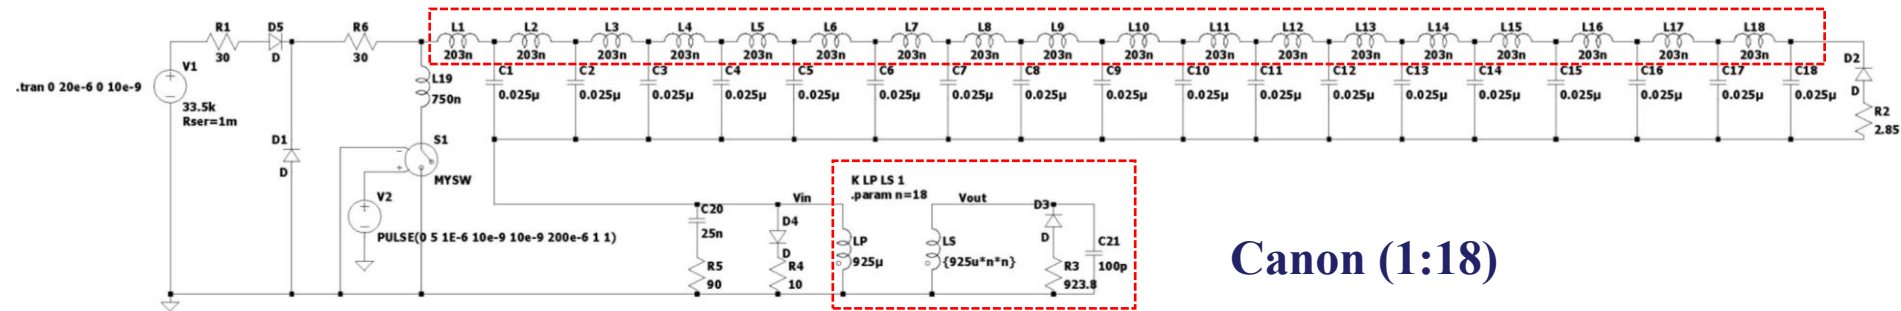 R1
30
D5
D
R6
30
L1
203n
L2
203n
L3
203n
L4
203n
L5
203n
L6
203n
L7
203n
L8
203n
L9
203n
L10
203n
L11
203n
L12
203n
L13
203n
L14
203n
L15
203n
L16
203n
L17
203n
L18
203n
V1
33.5k
Rser=1m
.tran 0 20e-6 0 10e-9
L19
750n
C1
0.025µ
C2
0.025µ
C3
0.025µ
C4
0.025µ
C5
0.025µ
C6
0.025µ
C7
0.025µ
C8
0.025µ
C9
0.025µ
C10
0.025µ
C11
0.025µ
C12
0.025µ
C13
0.025µ
C14
0.025µ
C15
0.025µ
C16
0.025µ
C17
0.025µ
C18
0.025µ
D2
D
R2
2.85
D1
D
S1
MYSW
V2
PULSE(0 5 1E-6 10e-9 10e-9 200e-6 1 1)
C20
25n
R5
90
D4
D
R4
10
Vin
K LP LS 1
.param n=18
LP
925µ
Vout
LS
{925u*n*n}
D3
D
R3
923.8
C21
100p
Canon (1:18)